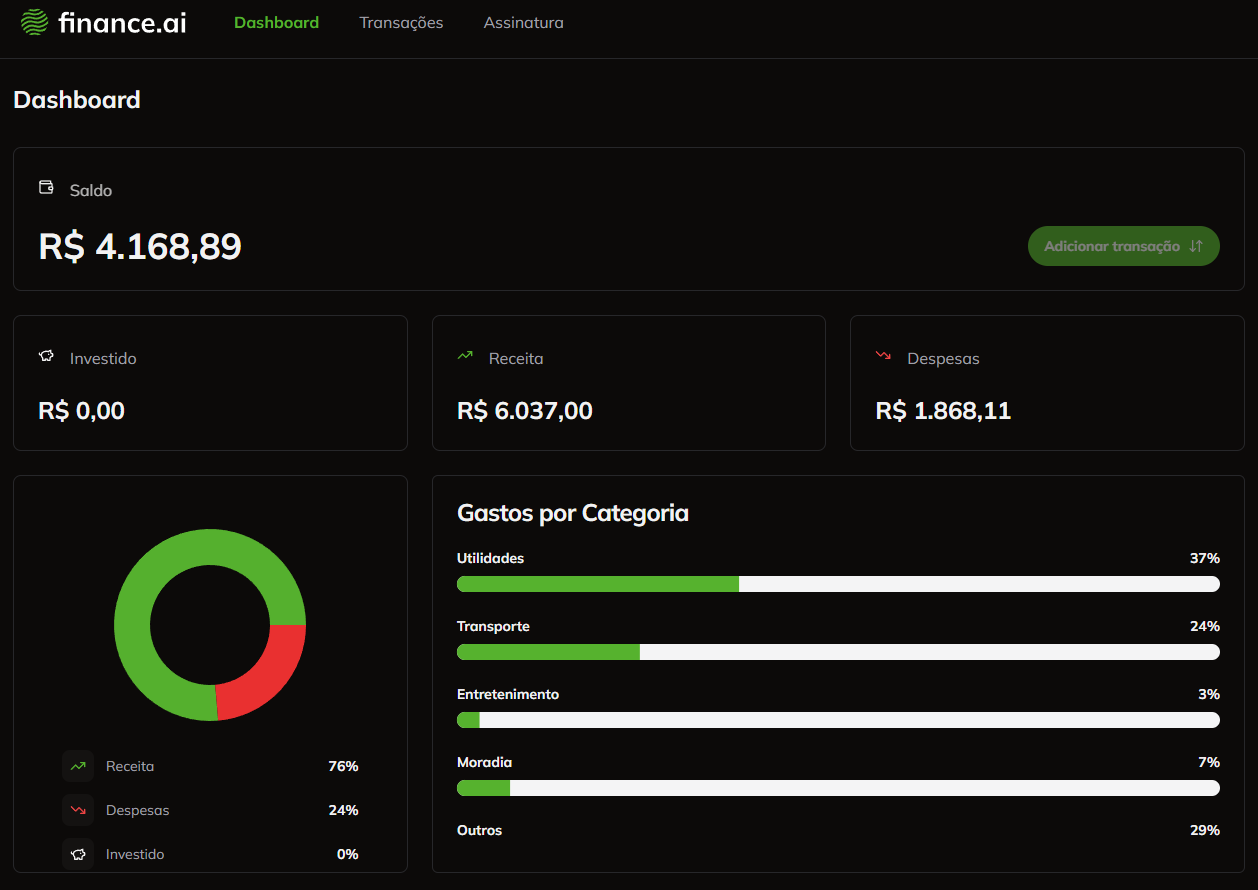 finance.ai Dashboard Transações Assinatura
Dashboard
Saldo
R$ 4.168,89
Adicionar transação
Investido
R$ 0,00
Receita
R$ 6.037,00
Despesas
R$ 1.868,11
Receita 76%
Despesas 24%
Investido 0%
Gastos por Categoria
Utilidades 37%
Transporte 24%
Entretenimento 3%
Moradia 7%
Outros 29%